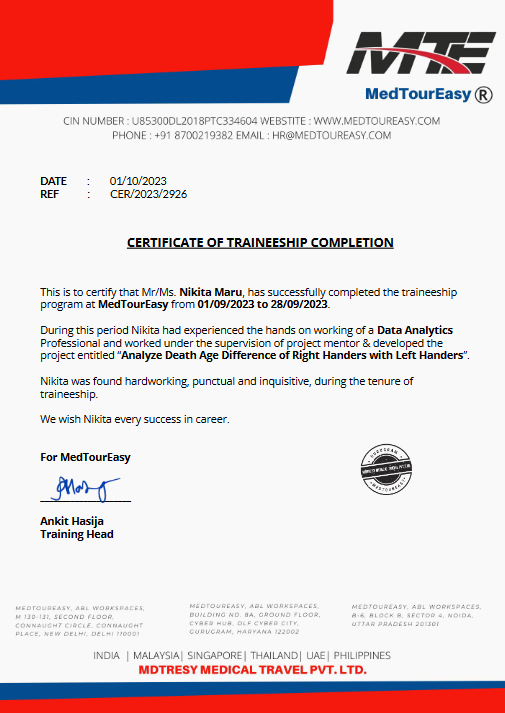 MTE
MedTourEasy ®
CIN NUMBER : U85300DL2018PTC334604 WEBSTITE : WWW.MEDTOUREASY.COM
PHONE : +91 8700219382 EMAIL : HR@MEDTOUREASY.COM
DATE : 01/10/2023
REF : CER/2023/2926
CERTIFICATE OF TRAINEESHIP COMPLETION
This is to certify that Mr/Ms. Nikita Maru, has successfully completed the traineeship
program at MedTourEasy from 01/09/2023 to 28/09/2023.
During this period Nikita had experienced the hands on working of a Data Analytics
Professional and worked under the supervision of project mentor & developed the
project entitled “Analyze Death Age Difference of Right Handers with Left Handers”.
Nikita was found hardworking, punctual and inquisitive, during the tenure of
traineeship.
We wish Nikita every success in career.
For MedTourEasy
GURUGRAM
MEDTOUREASY
Ankit Hasija
Training Head
MEDTOUREASY, ABL WORKSPACES,
M 130-131, SECOND FLOOR,
CONNAUGHT CIRCLE, CONNAUGHT
PLACE, NEW DELHI, DELHI 110001
MEDTOUREASY, ABL WORKSPACES,
BUILDING NO. 8A, GROUND FLOOR,
CYBER HUB, DLF CYBER CITY,
GURUGRAM, HARYANA 122002
MEDTOUREASY, ABL WORKSPACES,
B-6, BLOCK B, SECTOR 4, NOIDA,
UTTAR PRADESH 201301
INDIA | MALAYSIA| SINGAPORE| THAILAND| UAE| PHILIPPINES
MDTRESY MEDICAL TRAVEL PVT. LTD.